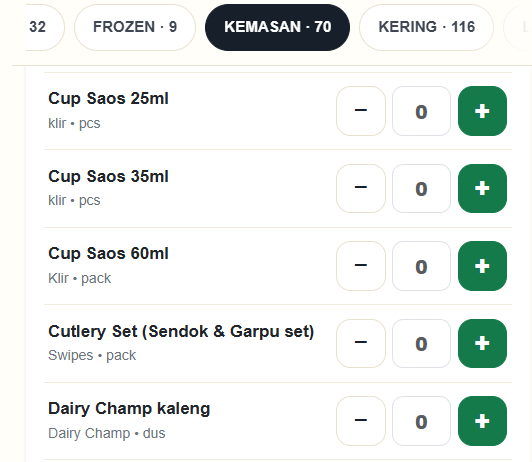 32
FROZEN · 9
KEMASAN · 70
KERING · 116
Cup Saos 25ml
klir • pcs
− 0 +
Cup Saos 35ml
klir • pcs
− 0 +
Cup Saos 60ml
Klir • pack
− 0 +
Cutlery Set (Sendok & Garpu set)
Swipes • pack
− 0 +
Dairy Champ kaleng
Dairy Champ • dus
− 0 +